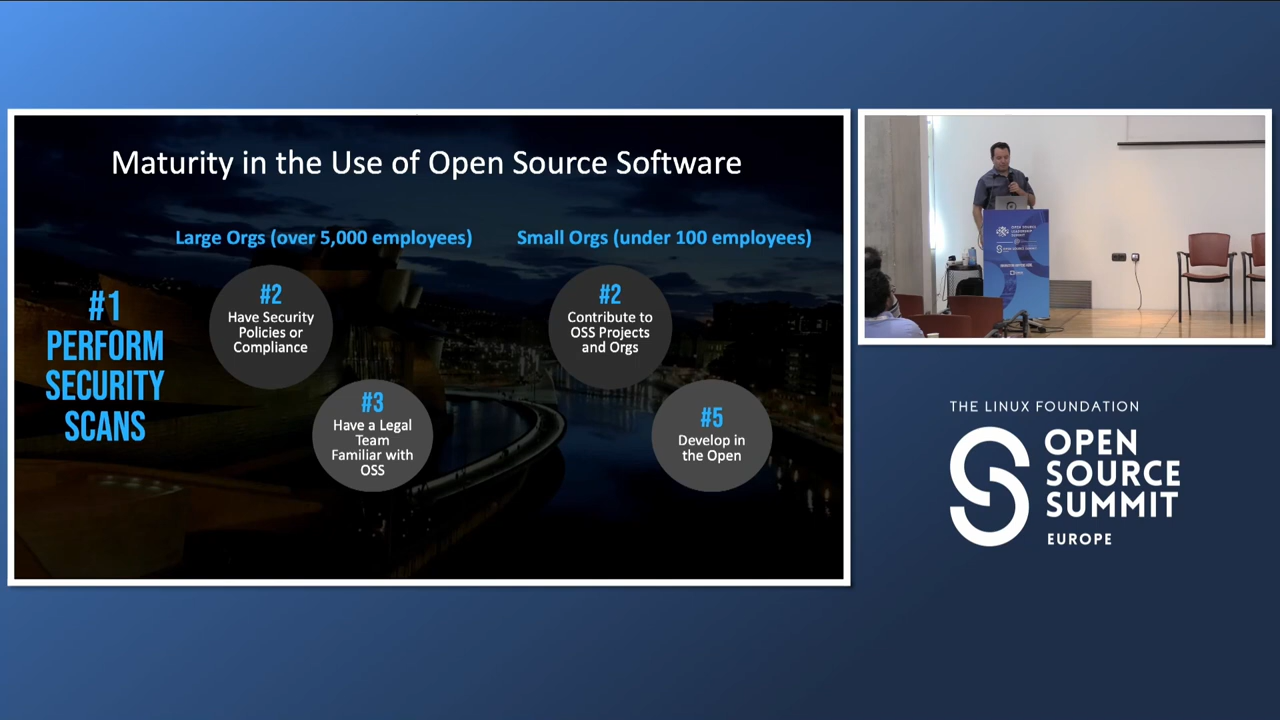 Maturity in the Use of Open Source Software
Large Orgs (over 5,000 employees)
Small Orgs (under 100 employees)
#1
PERFORM
SECURITY
SCANS
#2
Have Security
Policies or
Compliance
#3
Have a Legal
Team
Familiar with
OSS
#2
Contribute to
OSS Projects
and Orgs
#5
Develop in
the Open
THE LINUX FOUNDATION
OPEN
SOURCE
SUMMIT
EUROPE